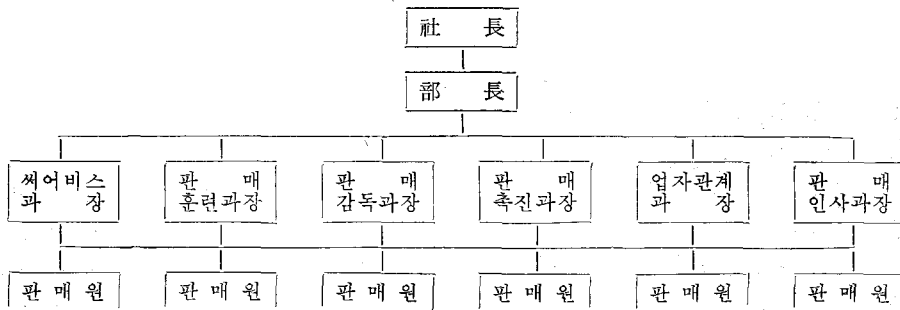 社 長
部 長
써어비스 판 매 판 매 판 매 업자관계 판 매
과 장 훈련과장 감독과장 촉진과장 과 장 인사과장
판 매 원 판 매 원 판 매 원 판 매 원 판 매 원 판 매 원